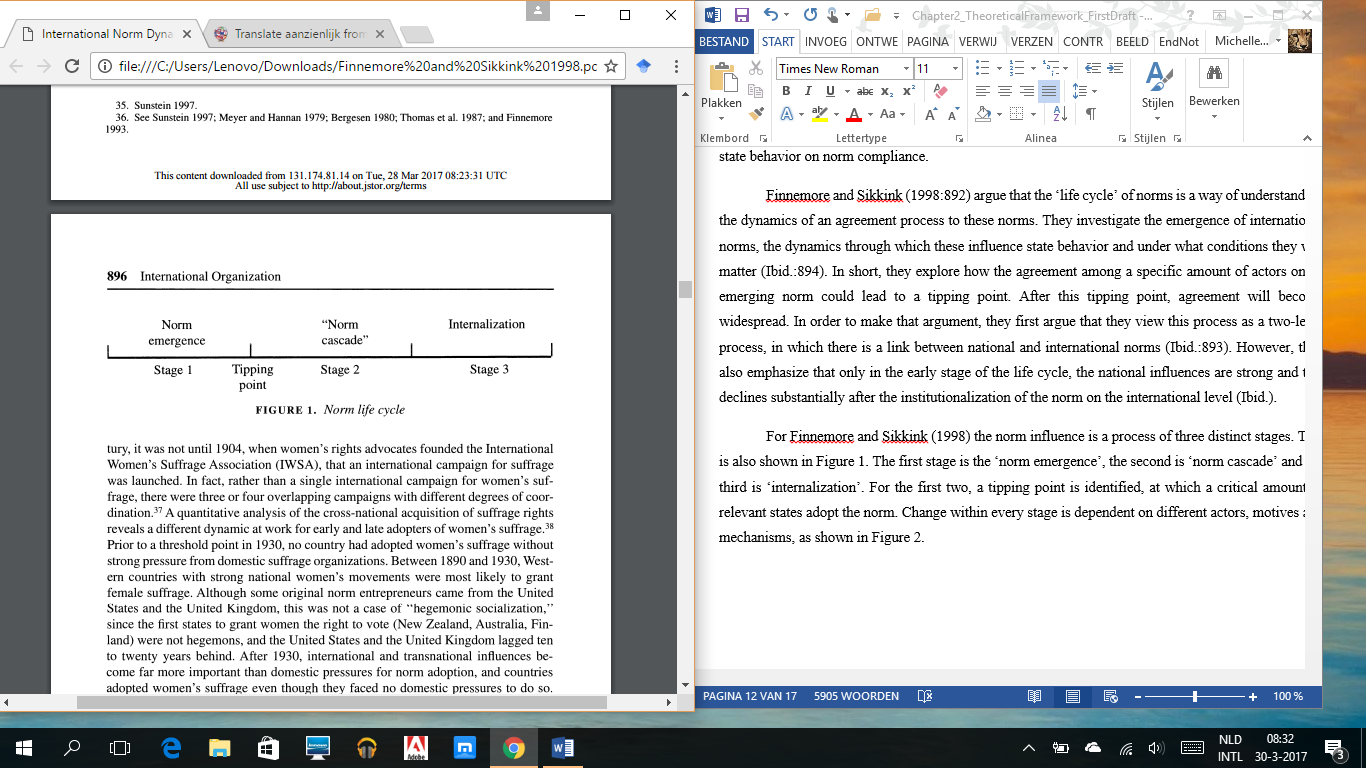 International Norm Dyna
Translate aanzienlijk from
file:///C:/Users/Lenovo/Downloads/Finnemore%20and%20Sikkink%201998.pc
35. Sunstein 1997.
36. See Sunstein 1997; Meyer and Hannan 1979; Bergesen 1980; Thomas et al. 1987; and Finnemore
1993.
This content downloaded from 131.174.81.14 on Tue, 28 Mar 2017 08:23:31 UTC
All use subject to http://about.jstor.org/terms
896 International Organization
Norm emergence
"Norm cascade"
Internalization
Stage 1
Tipping point
Stage 2
Stage 3
FIGURE 1. Norm life cycle
tury, it was not until 1904, when women's rights advocates founded the International
Women's Suffrage Association (IWSA), that an international campaign for suffrage
was launched. In fact, rather than a single international campaign for women's suf-
frage, there were three or four overlapping campaigns with different degrees of coor-
dination.37 A quantitative analysis of the cross-national acquisition of suffrage rights
reveals a different dynamic at work for early and late adopters of women's suffrage.38
Prior to a threshold point in 1930, no country had adopted women's suffrage without
strong pressure from domestic suffrage organizations. Between 1890 and 1930, West-
ern countries with strong national women's movements were most likely to grant
female suffrage. Although some original norm entrepreneurs came from the United
States and the United Kingdom, this was not a case of ‘‘hegemonic socialization,’’
since the first states to grant women the right to vote (New Zealand, Australia, Fin-
land) were not hegemons, and the United States and the United Kingdom lagged ten
to twenty years behind. After 1930, international and transnational influences be-
come far more important than domestic pressures for norm adoption, and countries
adopted women's suffrage even though they faced no domestic pressures to do so.
Chapter2_TheoreticalFramework_FirstDraft -...
BESTAND START INVOEG ONTWE PAGINA VERWIJ VERZEN CONTR BEELD EndNot Michelle...
Times New Roman 11
Plakken
B I U abc x2 x2
A ab A Aa A A
Stijlen
Bewerken
Klembord Lettertype Alinea Stijlen
state behavior on norm compliance.
Finnemore and Sikkink (1998:892) argue that the ‘life cycle’ of norms is a way of understand
the dynamics of an agreement process to these norms. They investigate the emergence of internatio
norms, the dynamics through which these influence state behavior and under what conditions they
matter (Ibid.:894). In short, they explore how the agreement among a specific amount of actors on
emerging norm could lead to a tipping point. After this tipping point, agreement will beco
widespread. In order to make that argument, they first argue that they view this process as a two-le
process, in which there is a link between national and international norms (Ibid.:893). However, th
also emphasize that only in the early stage of the life cycle, the national influences are strong and t
declines substantially after the institutionalization of the norm on the international level (Ibid.).
For Finnemore and Sikkink (1998) the norm influence is a process of three distinct stages. T
is also shown in Figure 1. The first stage is the ‘norm emergence’, the second is ‘norm cascade’ and
third is ‘internalization’. For the first two, a tipping point is identified, at which a critical amount
relevant states adopt the norm. Change within every stage is dependent on different actors, motives a
mechanisms, as shown in Figure 2.
PAGINA 12 VAN 17 5905 WOORDEN 100 %
Adobe
NLD 08:32
INTL 30-3-2017 3